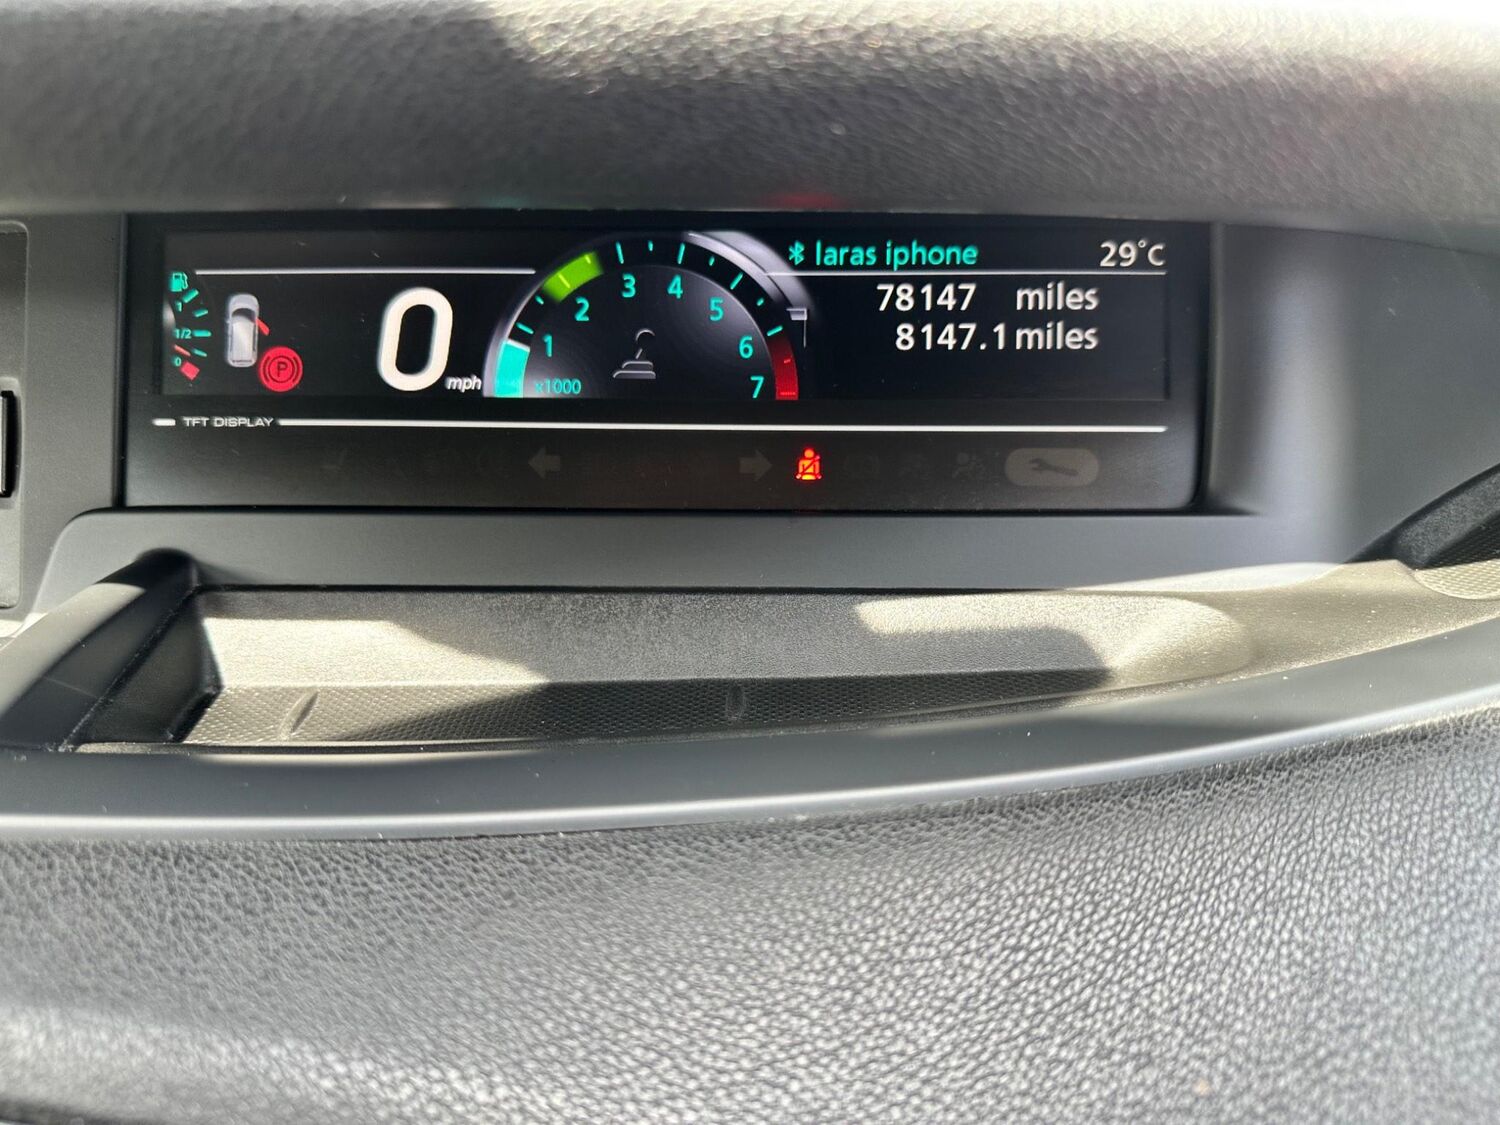 laras iphone 29°C
78147 miles
8147.1 miles
1
1/2
0
P
0 mph
1 2 3 4 5 6 7
x1000
TFT DISPLAY